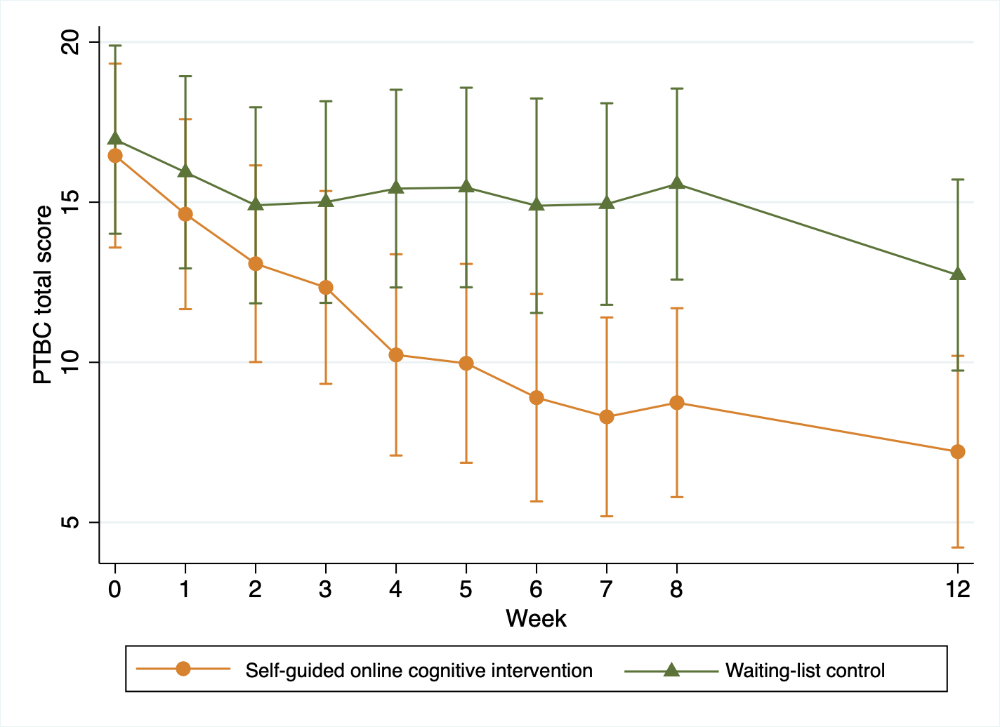 20
15
10
5
PTBC total score
0 1 2 3 4 5 6 7 8 12
Week
Self-guided online cognitive intervention Waiting-list control